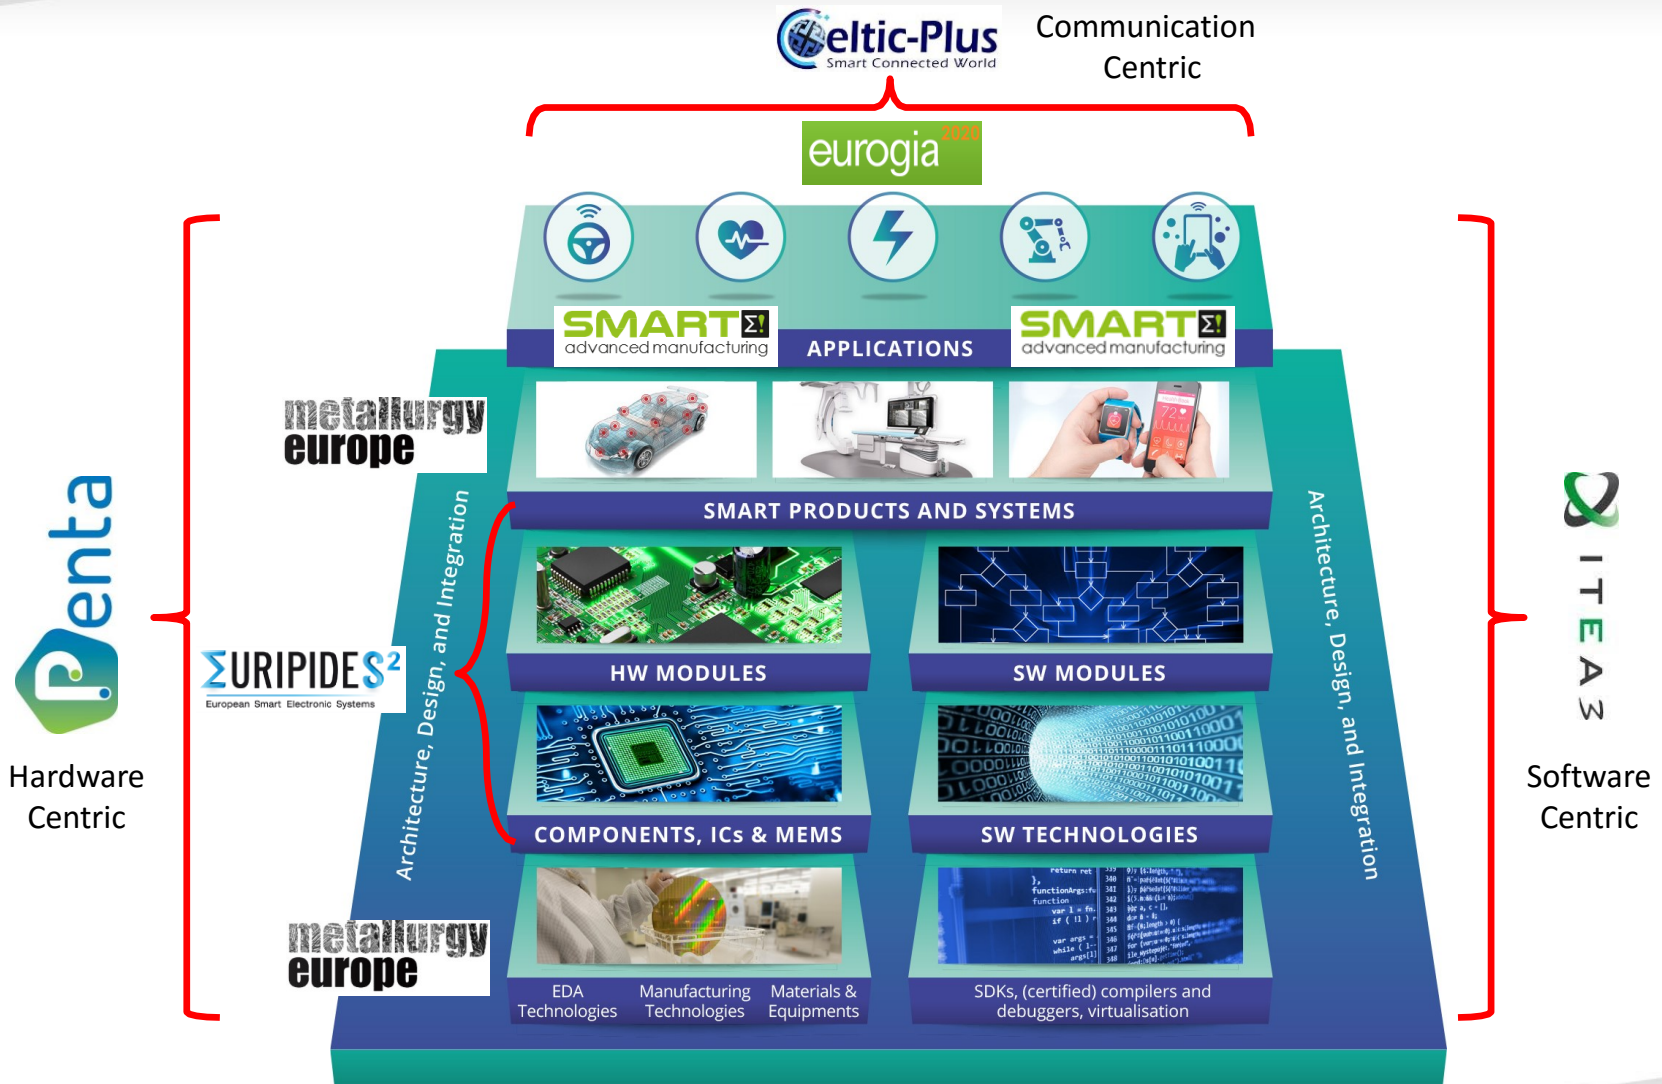 Celtic-Plus
Smart Connected World
Communication
Centric
eurogia 2020
SMART Σ!
advanced manufacturing
APPLICATIONS
SMART Σ!
advanced manufacturing
metallurgy
europe
SMART PRODUCTS AND SYSTEMS
Architecture, Design, and Integration
Architecture, Design, and Integration
Penta
Hardware
Centric
ITEA3
Software
Centric
ΣURIPIDES²
European Smart Electronic Systems
HW MODULES
SW MODULES
COMPONENTS, ICs & MEMS
SW TECHNOLOGIES
metallurgy
europe
EDA
Technologies
Manufacturing
Technologies
Materials &
Equipments
SDKs, (certified) compilers and
debuggers, virtualisation